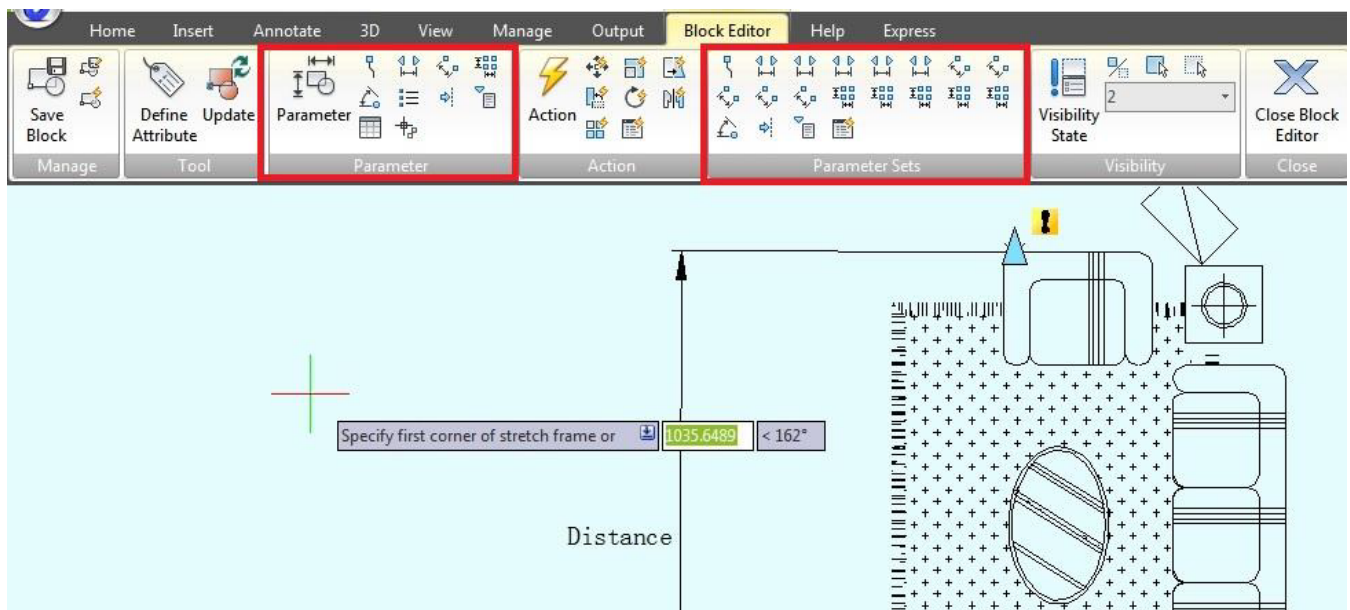 Home Insert Annotate 3D View Manage Output Block Editor Help Express
Save Block
Define Attribute
Update
Parameter
Action
2
Visibility State
Close Block Editor
Manage Tool Parameter Action Parameter Sets Visibility Close
Specify first corner of stretch frame or 1035.6489 < 162°
Distance